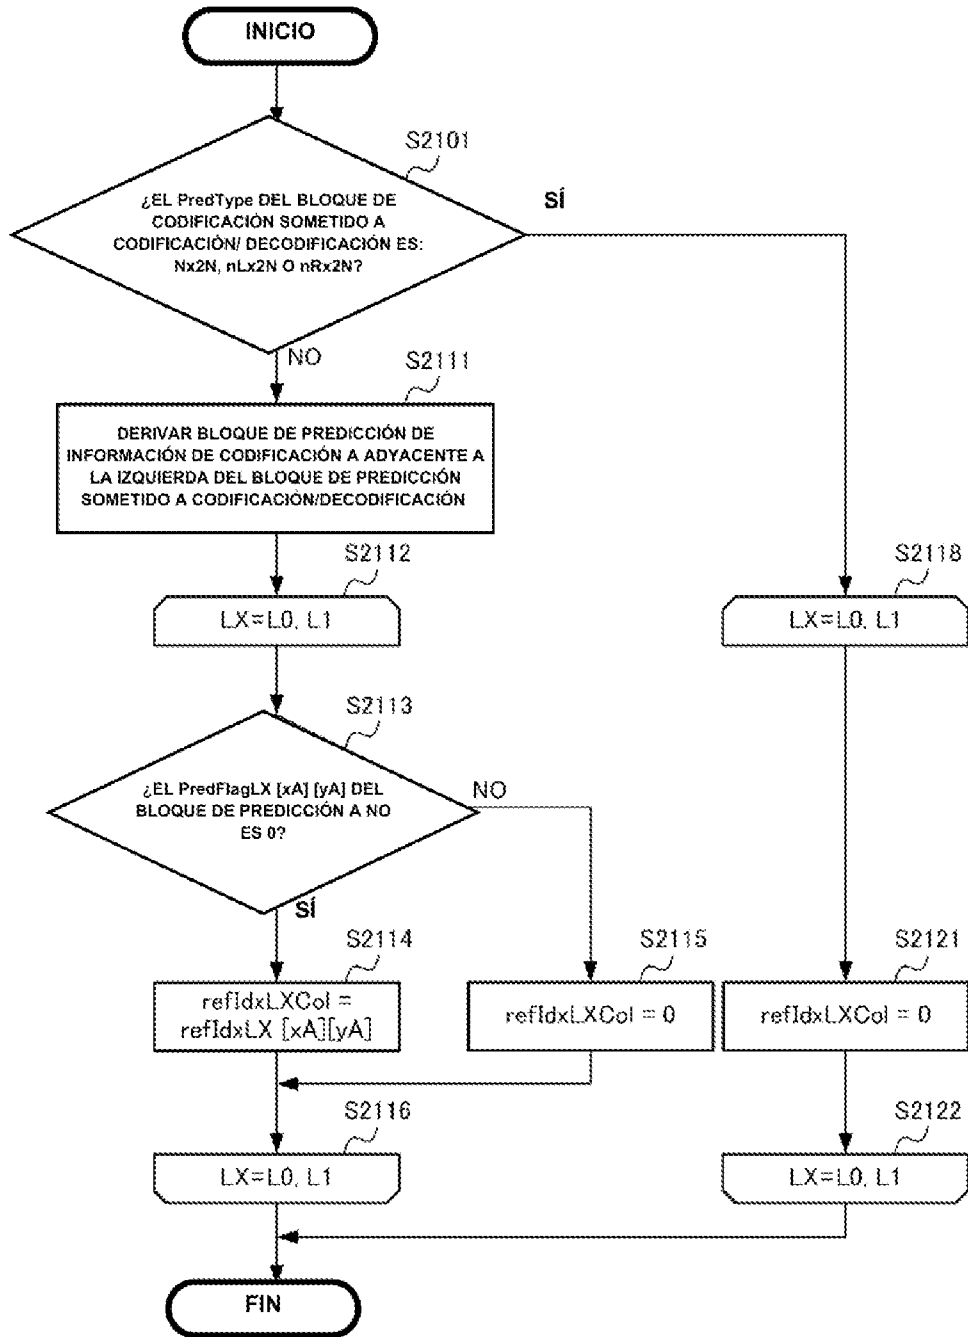 INICIO
S2101
¿EL PredType DEL BLOQUE DE
CODIFICACIÓN SOMETIDO A
CODIFICACIÓN/ DECODIFICACIÓN ES:
Nx2N, nLx2N O nRx2N?
SÍ
NO
S2111
DERIVAR BLOQUE DE PREDICCIÓN DE
INFORMACIÓN DE CODIFICACIÓN A ADYACENTE A
LA IZQUIERDA DEL BLOQUE DE PREDICCIÓN
SOMETIDO A CODIFICACIÓN/DECODIFICACIÓN
S2112
LX=L0, L1
S2118
LX=L0, L1
S2113
¿EL PredFlagLX [xA] [yA] DEL
BLOQUE DE PREDICCIÓN A NO
ES 0?
NO
SÍ
S2114
refIdxLXCol =
refIdxLX [xA][yA]
S2115
refIdxLXCol = 0
S2121
refIdxLXCol = 0
S2116
LX=L0, L1
S2122
LX=L0, L1
FIN